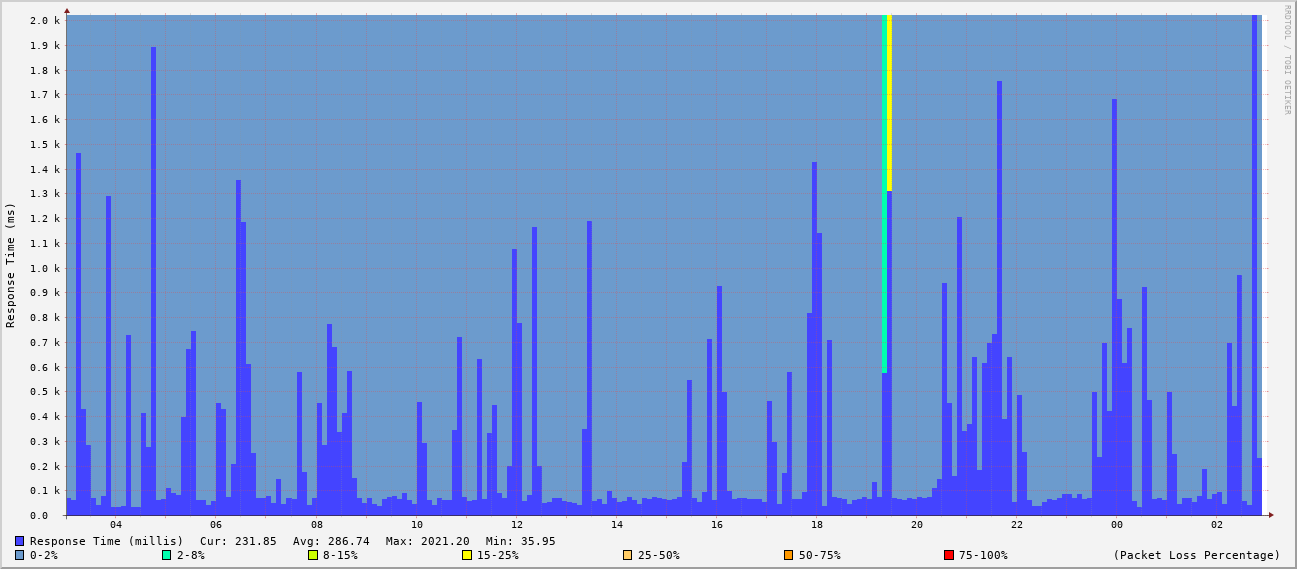 RRDTOOL / TOBI OETIKER
Response Time (ms)
2.0 k
1.9 k
1.8 k
1.7 k
1.6 k
1.5 k
1.4 k
1.3 k
1.2 k
1.1 k
1.0 k
0.9 k
0.8 k
0.7 k
0.6 k
0.5 k
0.4 k
0.3 k
0.2 k
0.1 k
0.0
04 06 08 10 12 14 16 18 20 22 00 02
Response Time (millis) Cur: 231.85 Avg: 286.74 Max: 2021.20 Min: 35.95
0-2% 2-8% 8-15% 15-25% 25-50% 50-75% 75-100% (Packet Loss Percentage)